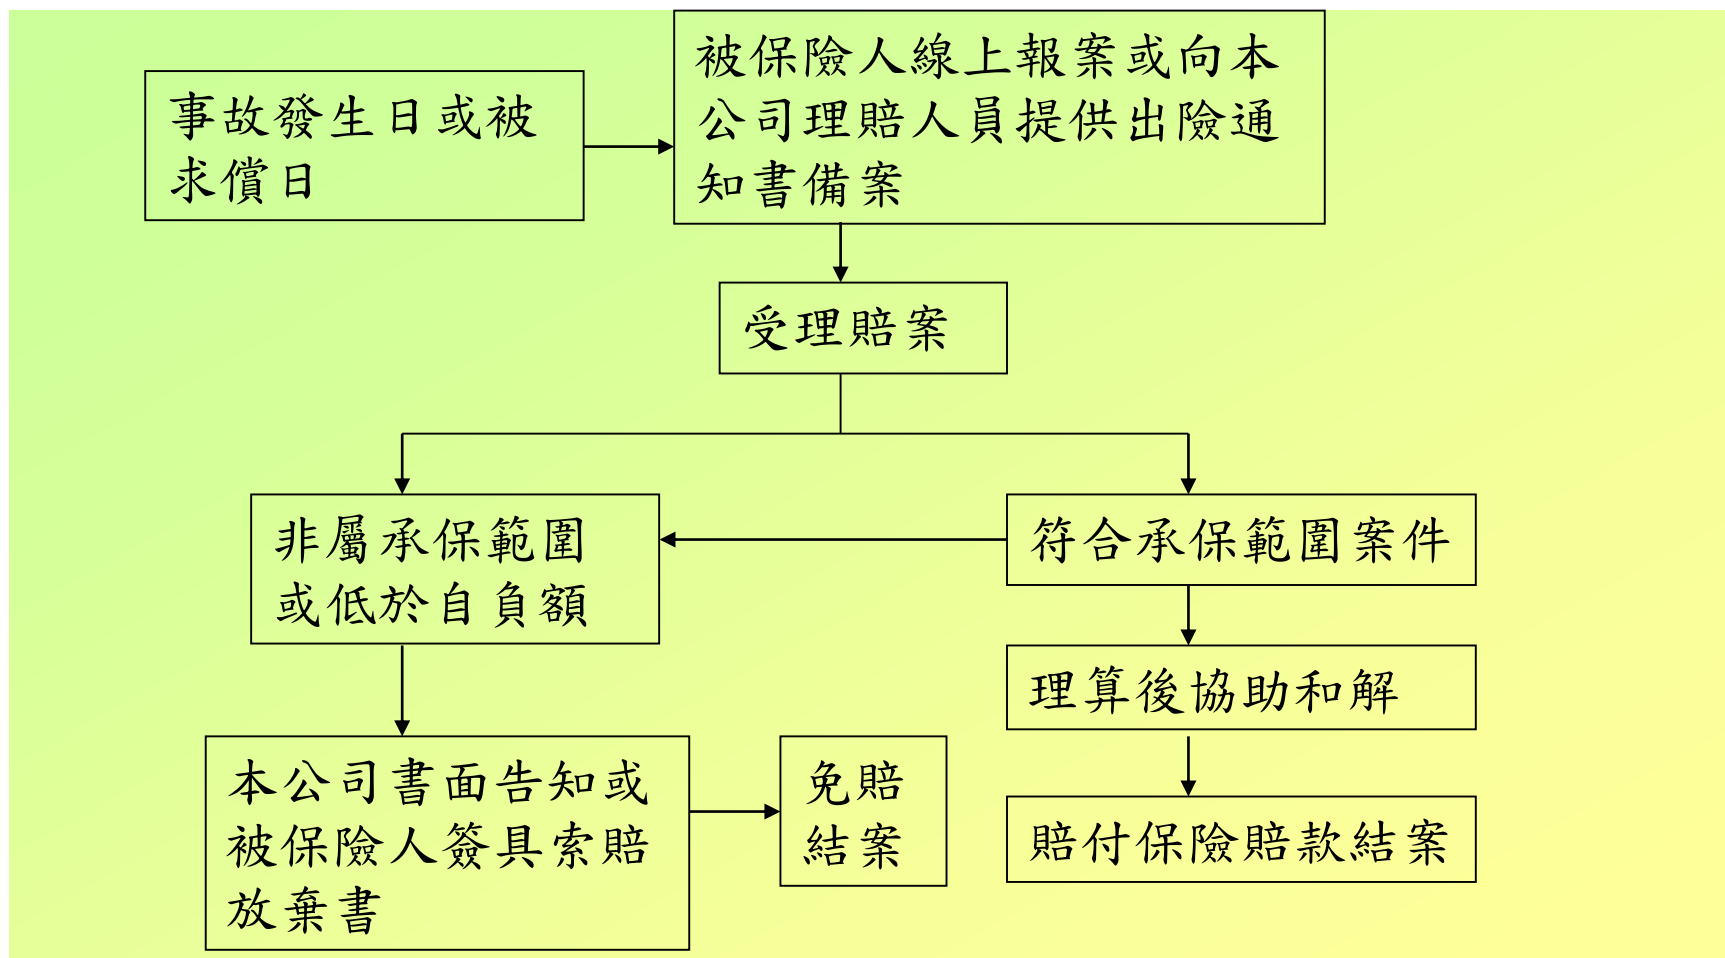 事故發生日或被
求償日
被保險人線上報案或向本
公司理賠人員提供出險通
知書備案
受理賠案
非屬承保範圍
或低於自負額
符合承保範圍案件
理算後協助和解
本公司書面告知或
被保險人簽具索賠
放棄書
免賠
結案
賠付保險賠款結案